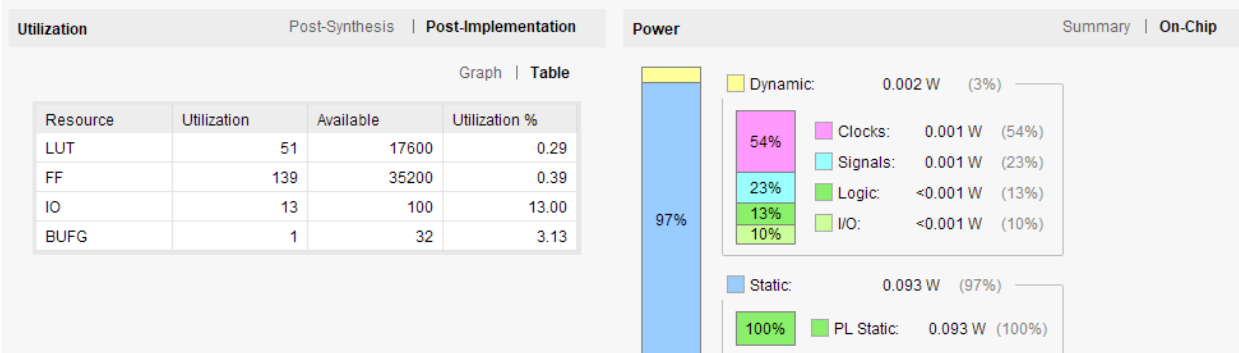 Utilization Post-Synthesis | Post-Implementation
Graph | Table
Resource Utilization Available Utilization %
LUT 51 17600 0.29
FF 139 35200 0.39
IO 13 100 13.00
BUFG 1 32 3.13
Power Summary | On-Chip
97%
Dynamic: 0.002 W (3%)
54% Clocks: 0.001 W (54%)
Signals: 0.001 W (23%)
23% Logic: <0.001 W (13%)
13% I/O: <0.001 W (10%)
10%
Static: 0.093 W (97%)
100% PL Static: 0.093 W (100%)